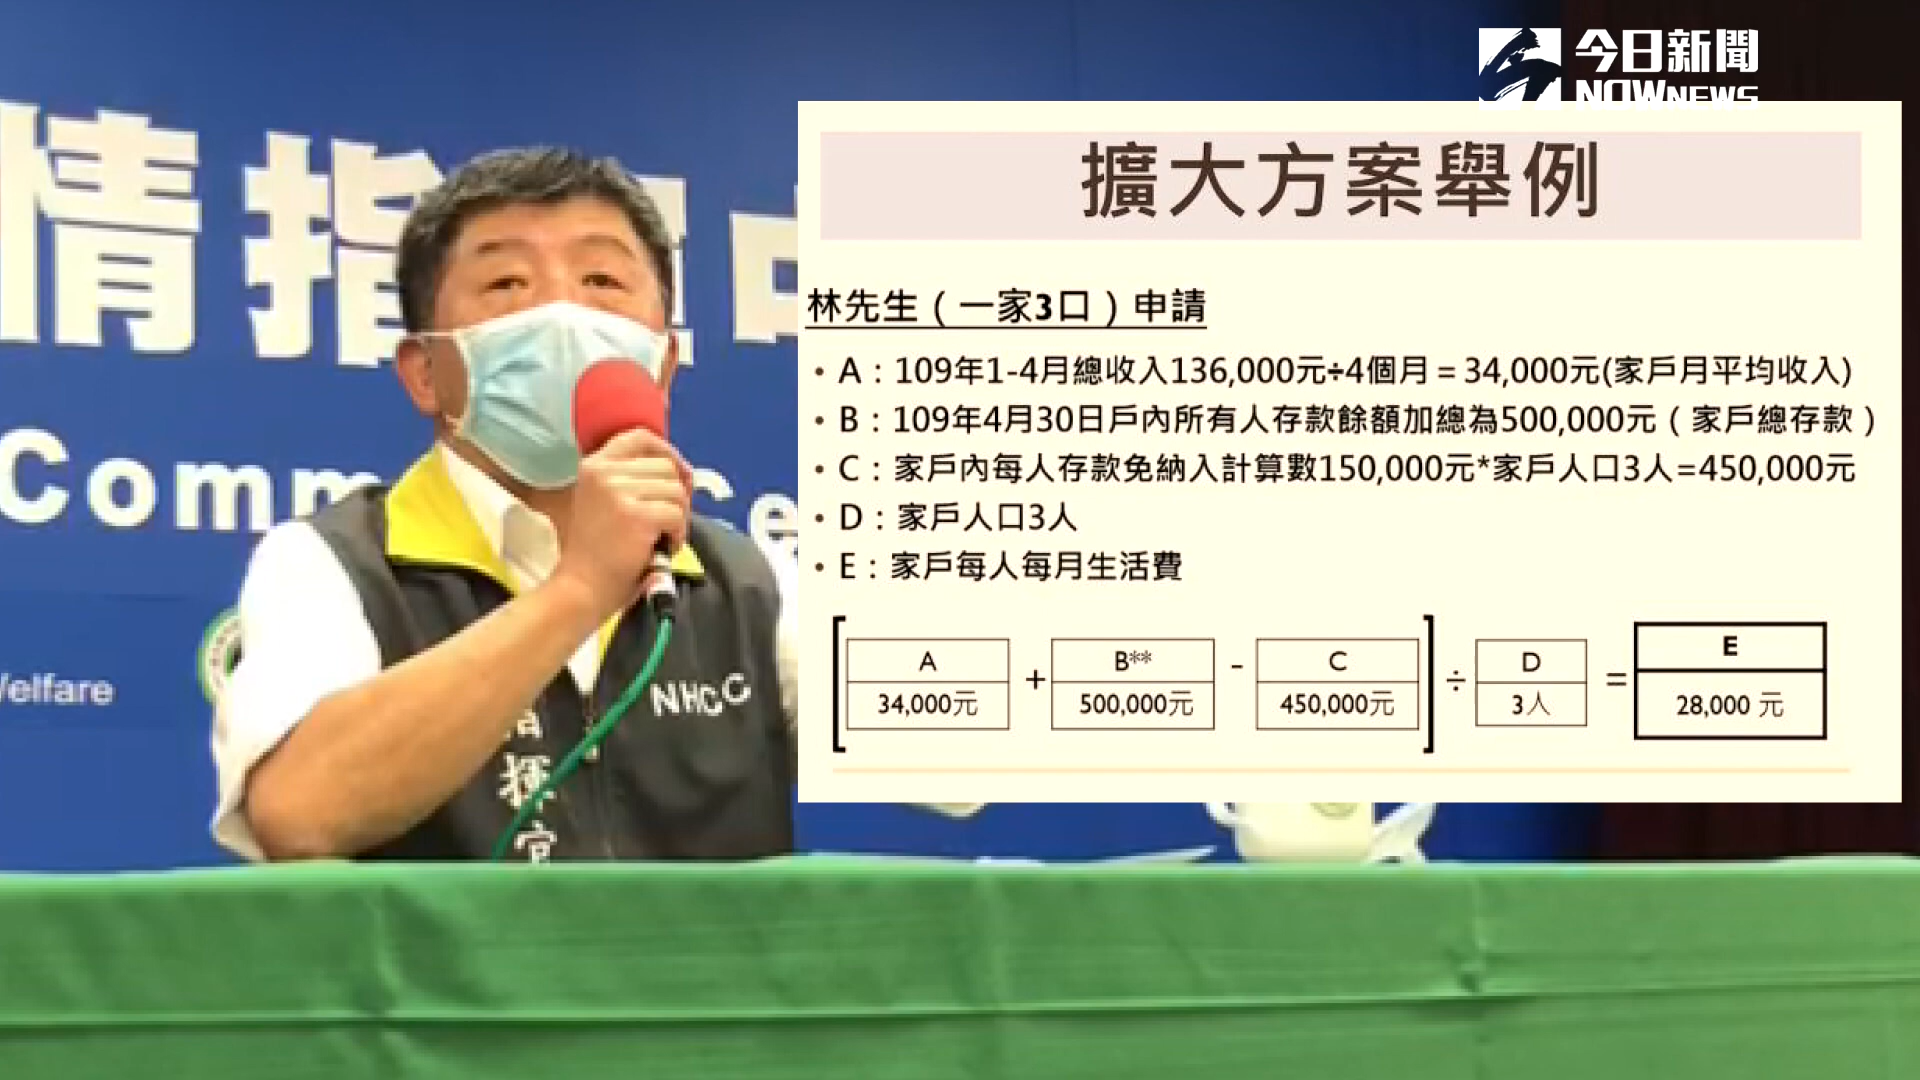 今日新聞
NOWNEWS
情指揮中
Comm
Ce
Welfare
NHCC
指揮官
擴大方案舉例
林先生（一家3口）申請
• A：109年1-4月總收入136,000元÷4個月＝34,000元(家戶月平均收入)
• B：109年4月30日戶內所有人存款餘額加總為500,000元（家戶總存款）
• C：家戶內每人存款免納入計算數150,000元*家戶人口3人=450,000元
• D：家戶人口3人
• E：家戶每人每月生活費
A + B** - C ÷ D = E
34,000元 500,000元 450,000元 3人 28,000 元